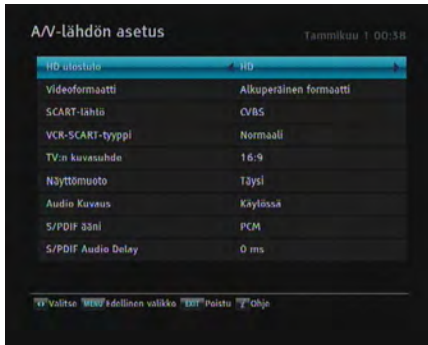 A/V-lähdön asetus Tammikuu 1 00:38
HD ulostulo HD
Videoformaatti Alkuperäinen formaatti
SCART-lähtö CVBS
VCR-SCART-tyyppi Normaali
TV:n kuvasuhde 16:9
Näyttömuoto Täysi
Audio Kuvaus Käytössä
S/PDIF ääni PCM
S/PDIF Audio Delay 0 ms
Valitse MENU Edellinen valikko EXIT Poistu Ohje